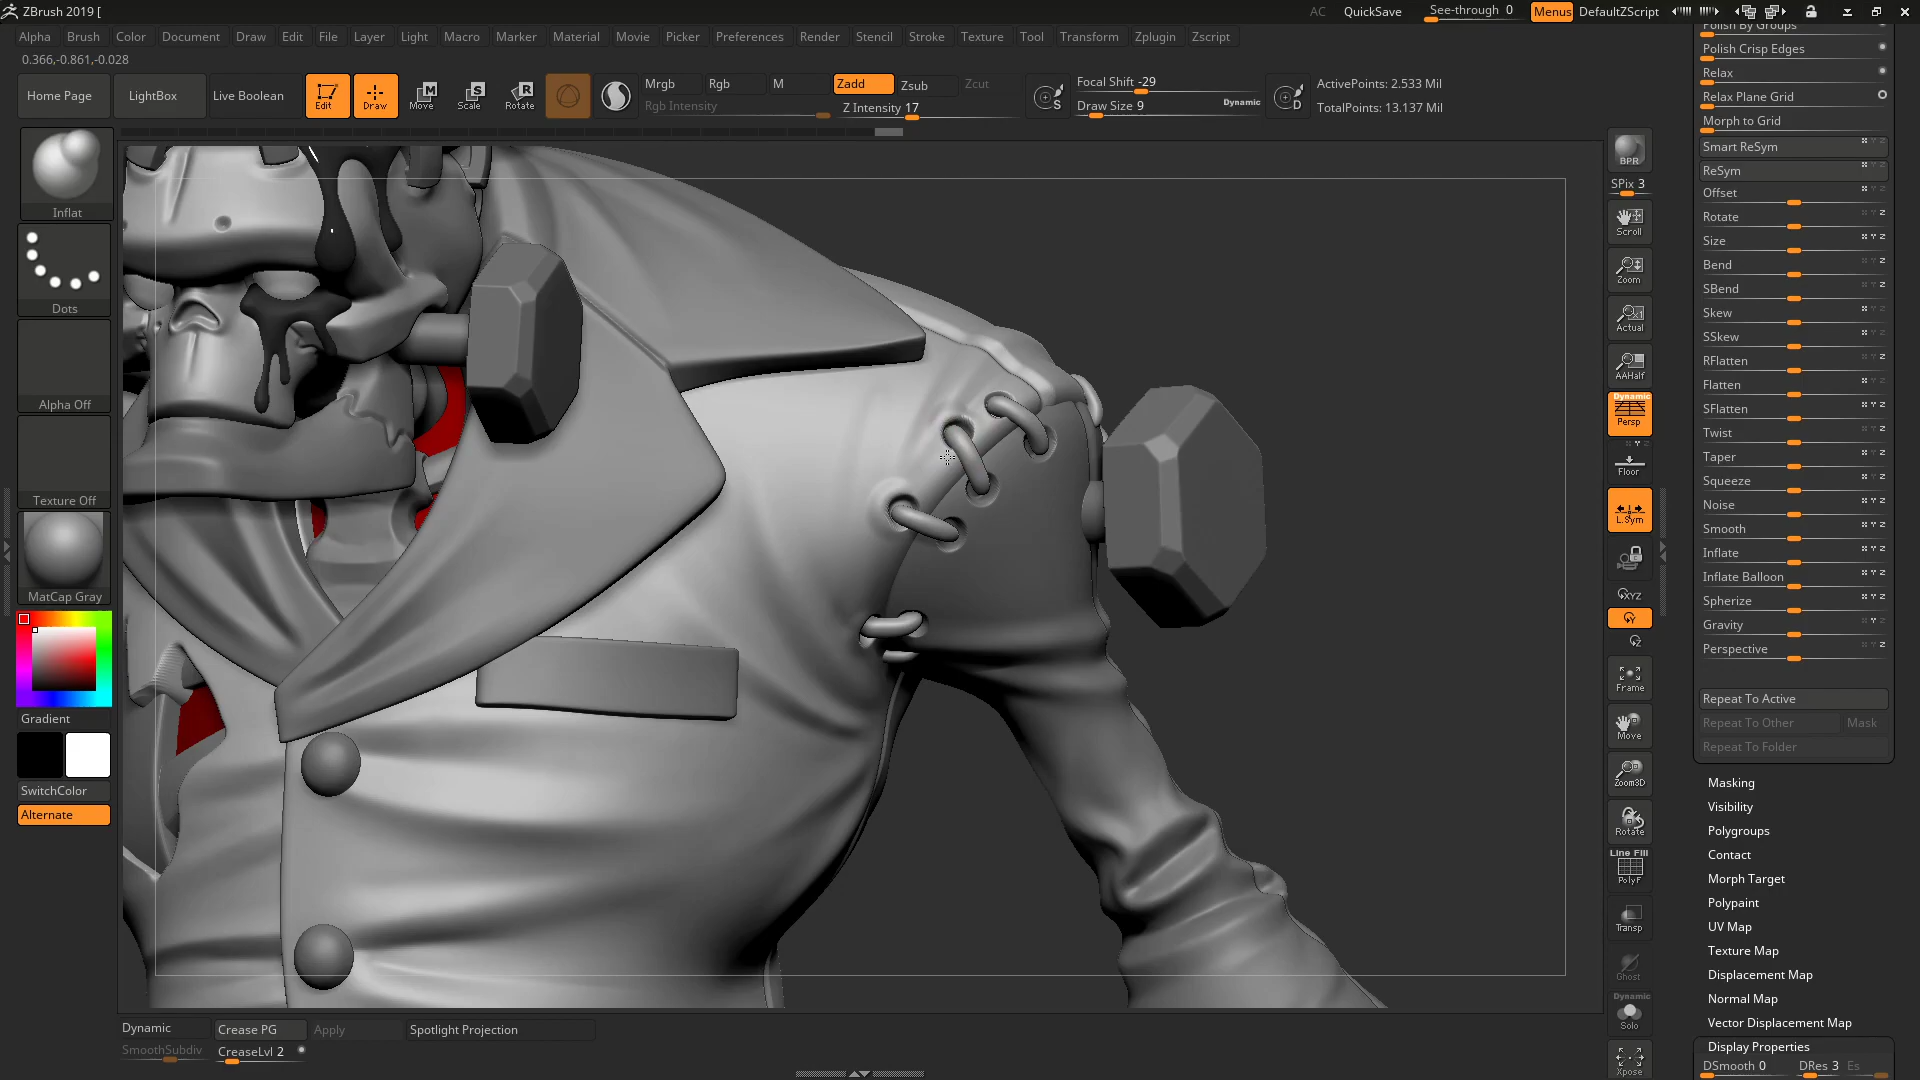 ZBrush 2019 [
AC QuickSave See-through 0 Menus DefaultZScript
Alpha Brush Color Document Draw Edit File Layer Light Macro Marker Material Movie Picker Preferences Render Stencil Stroke Texture Tool Transform Zplugin Zscript
0.366,-0.861,-0.028
Home Page LightBox Live Boolean Edit Draw Move Scale Rotate
Mrgb Rgb M Zadd Zsub Zcut
Rgb Intensity Z Intensity 17
Focal Shift -29
Draw Size 9 Dynamic
ActivePoints: 2.533 Mil
TotalPoints: 13.137 Mil
Inflat
Dots
Alpha Off
Texture Off
MatCap Gray
Gradient
SwitchColor
Alternate
BPR
SPix 3
Scroll
Zoom
Actual
AAHalf
Dynamic
Persp
Floor
L.Sym
XYZ
Y
Z
Frame
Move
Zoom3D
Rotate
Line Fill
PolyF
Transp
Ghost
Dynamic
Solo
Xpose
Polish By Groups
Polish Crisp Edges
Relax
Relax Plane Grid
Morph to Grid
Smart ReSym
ReSym
Offset
Rotate
Size
Bend
SBend
Skew
SSkew
RFlatten
Flatten
SFlatten
Twist
Taper
Squeeze
Noise
Smooth
Inflate
Inflate Balloon
Spherize
Gravity
Perspective
Repeat To Active
Repeat To Other Mask
Repeat To Folder
Masking
Visibility
Polygroups
Contact
Morph Target
Polypaint
UV Map
Texture Map
Displacement Map
Normal Map
Vector Displacement Map
Display Properties
DSmooth 0 DRes 3 Es
Dynamic Crease PG Apply Spotlight Projection
SmoothSubdiv CreaseLvl 2